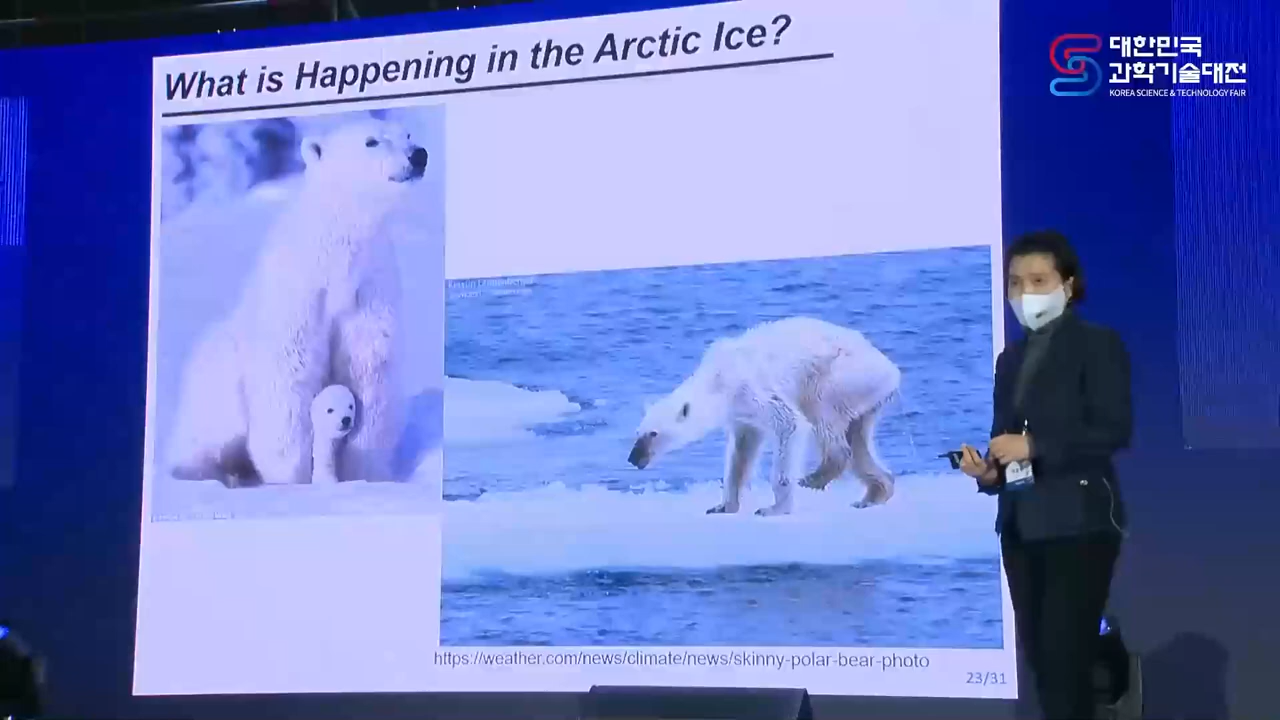 What is Happening in the Arctic Ice?
대한민국
과학기술대전
KOREA SCIENCE & TECHNOLOGY FAIR
https://weather.com/news/climate/news/skinny-polar-bear-photo
23/31